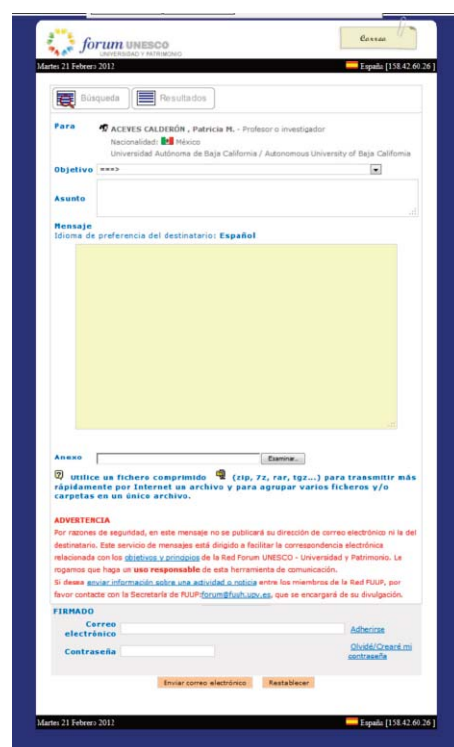 forum UNESCO
UNIVERSIDAD Y PATRIMONIO
Correo
Martes 21 Febrero 2012
España [158.42.60.26 ]
Búsqueda
Resultados
Para
ACEVES CALDERÓN , Patricia M. - Profesor o investigador
Nacionalidad: México
Universidad Autónoma de Baja California / Autonomous University of Baja California
Objetivo ===>
Asunto
Mensaje
Idioma de preferencia del destinatario: Español
Anexo
Examinar...
Utilice un fichero comprimido (zip, 7z, rar, tgz...) para transmitir más
rápidamente por Internet un archivo y para agrupar varios ficheros y/o
carpetas en un único archivo.
ADVERTENCIA
Por razones de seguridad, en este mensaje no se publicará su dirección de correo electrónico ni la del
destinatario. Este servicio de mensajes está dirigido a facilitar la correspondencia electrónica
relacionada con los objetivos y principios de la Red Forum UNESCO - Universidad y Patrimonio. Le
rogamos que haga un uso responsable de esta herramienta de comunicación.
Si desea enviar información sobre una actividad o noticia entre los miembros de la Red FUUP, por
favor contacte con la Secretaría de FUUP:forum@fuuh.upv.es, que se encargará de su divulgación.
FIRMADO
Correo
electrónico
Adherirse
Contraseña
Olvidé/Crearé mi
contraseña
Enviar correo electrónico
Restablecer
Martes 21 Febrero 2012
España [158.42.60.26 ]